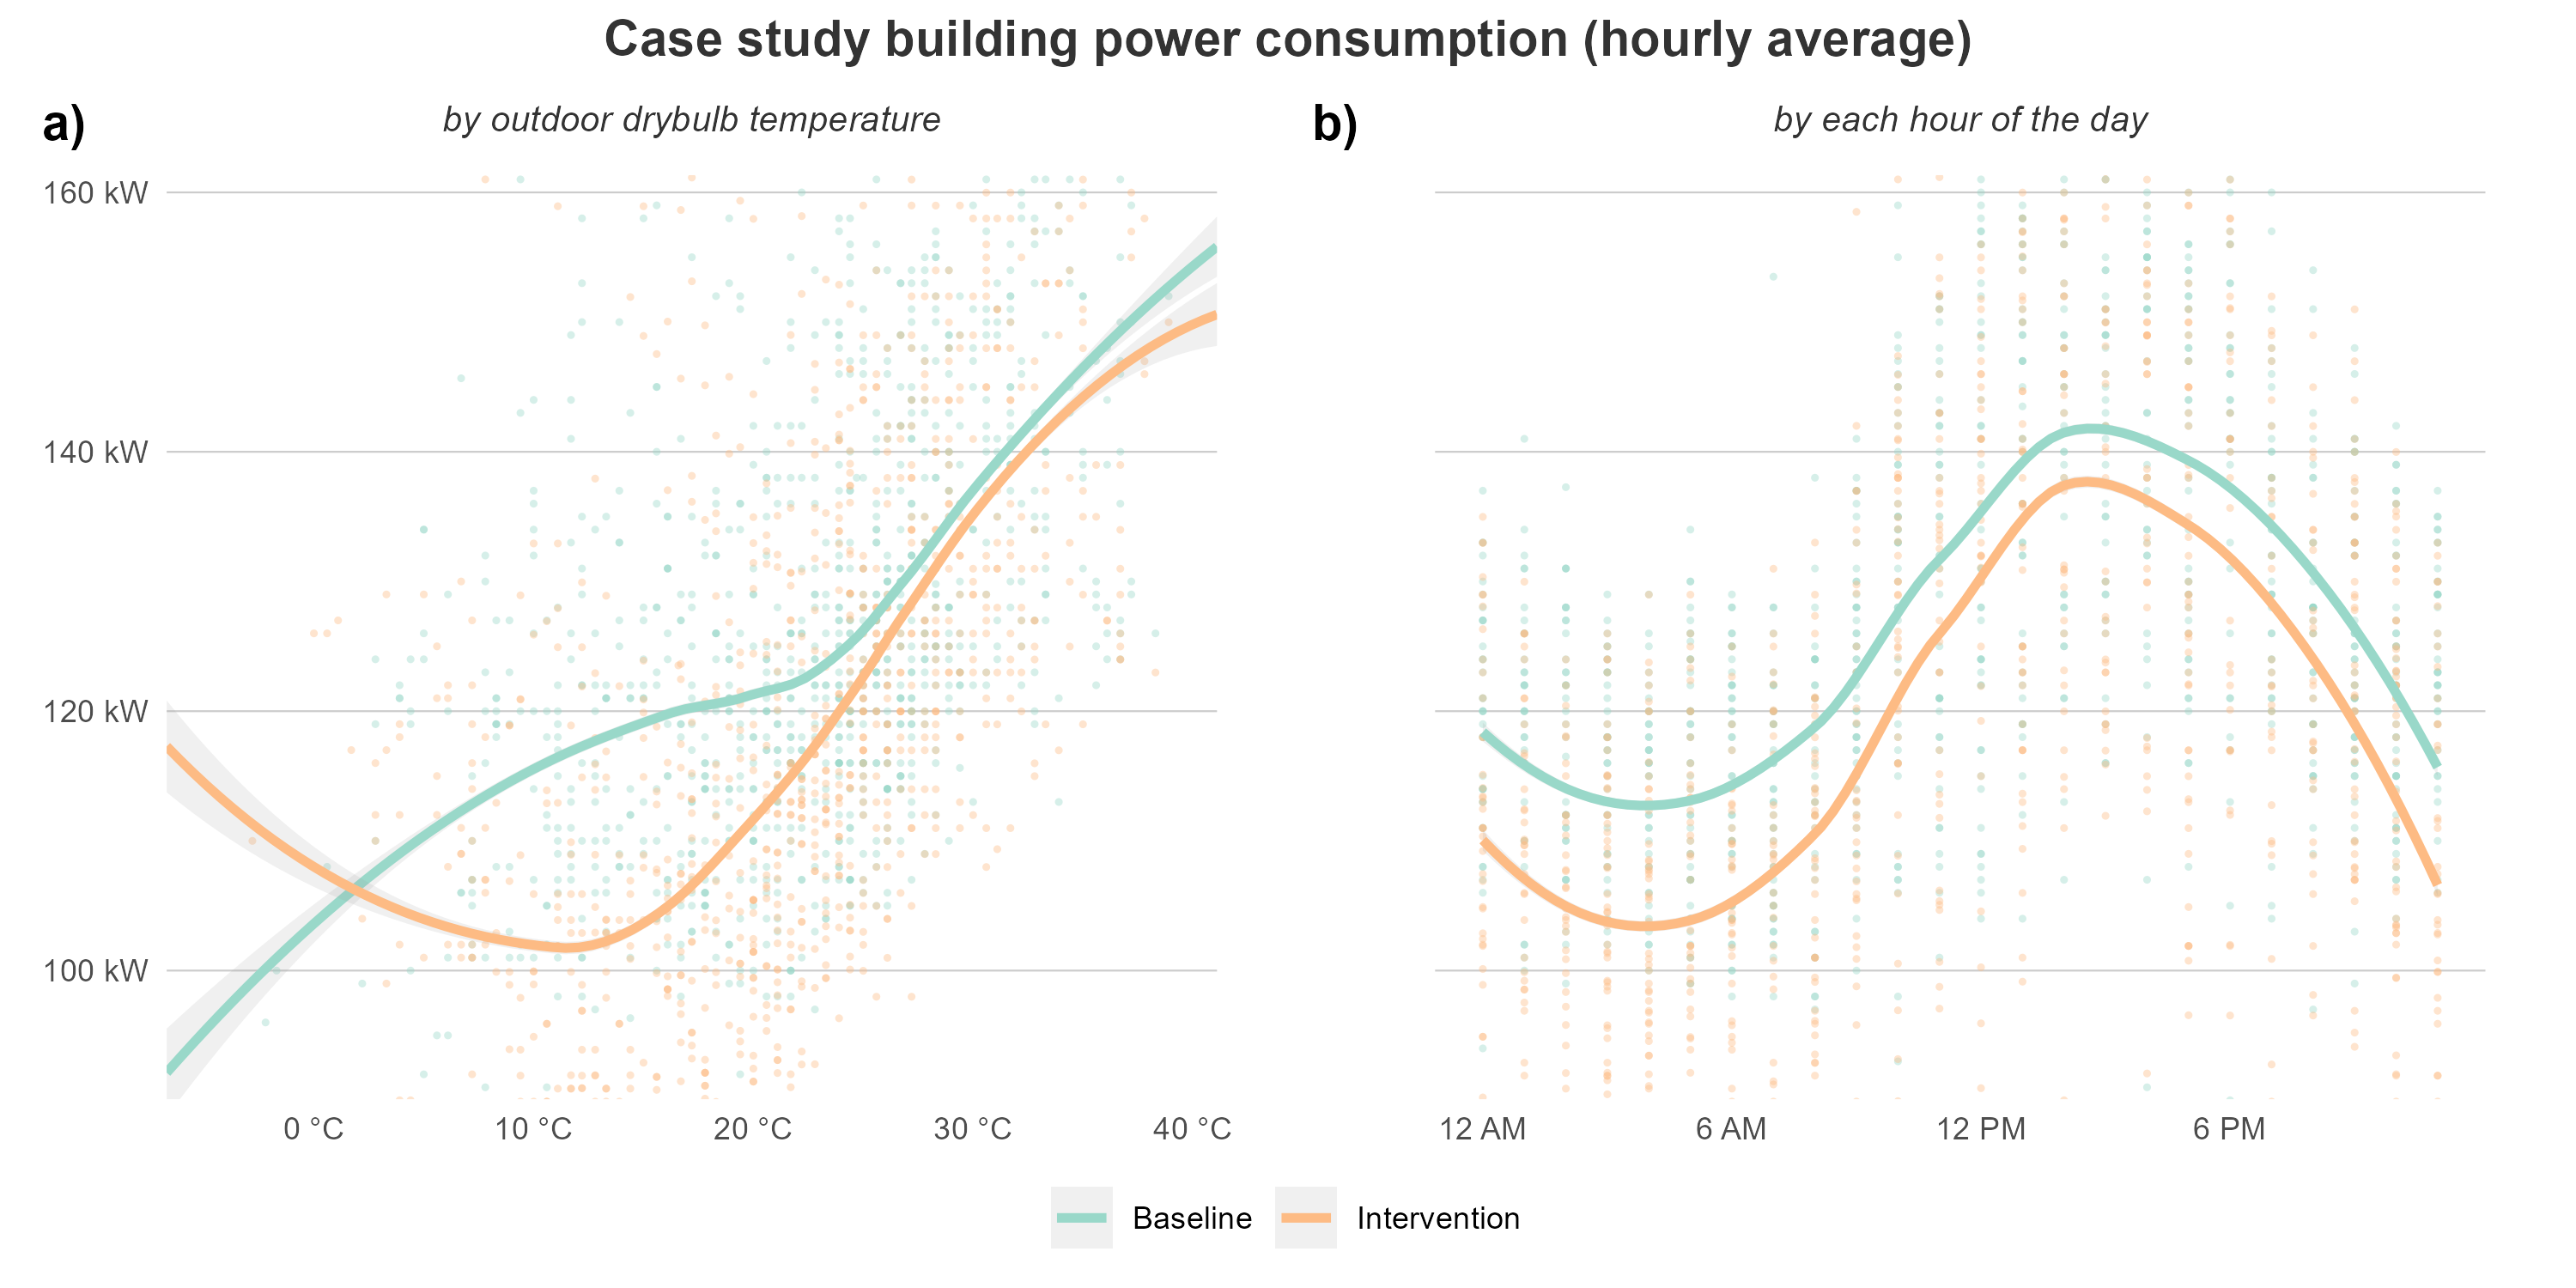 Case study building power consumption (hourly average)
a)
by outdoor drybulb temperature
160 kW
140 kW
120 kW
100 kW
0 °C
10 °C
20 °C
30 °C
40 °C
b)
by each hour of the day
12 AM
6 AM
12 PM
6 PM
Baseline
Intervention